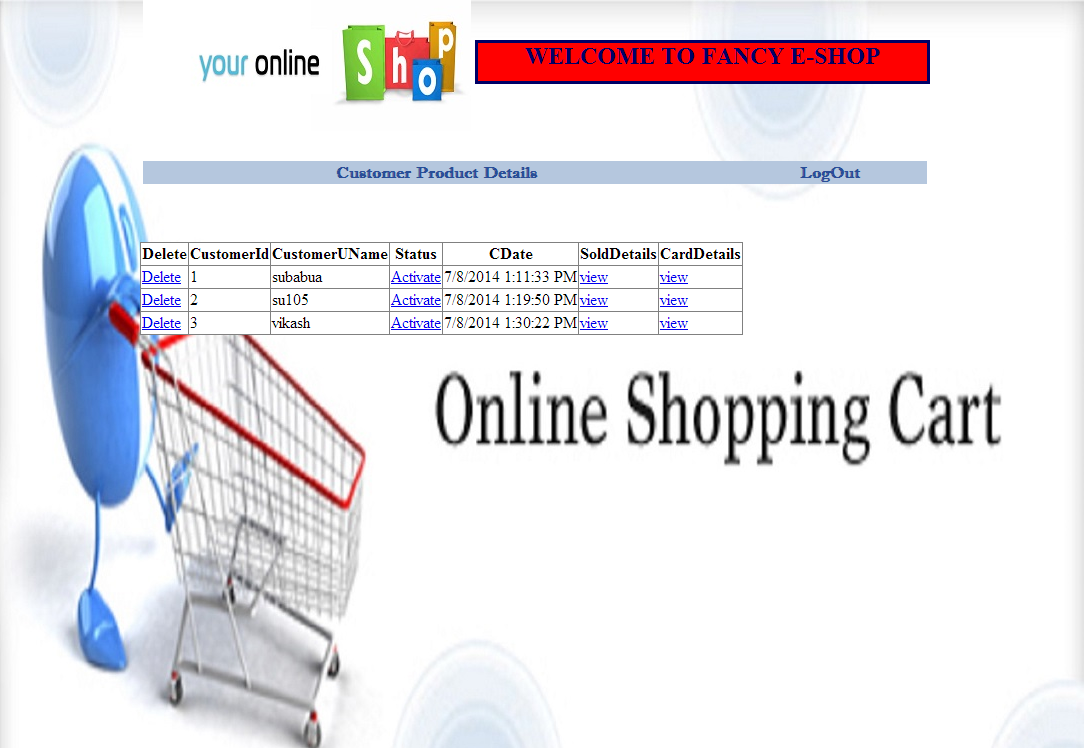 your online Shop
WELCOME TO FANCY E-SHOP
Customer Product Details LogOut
Delete CustomerId CustomerUName Status CDate SoldDetails CardDetails
Delete 1 subabua Activate 7/8/2014 1:11:33 PM view view
Delete 2 su105 Activate 7/8/2014 1:19:50 PM view view
Delete 3 vikash Activate 7/8/2014 1:30:22 PM view view
Online Shopping Cart